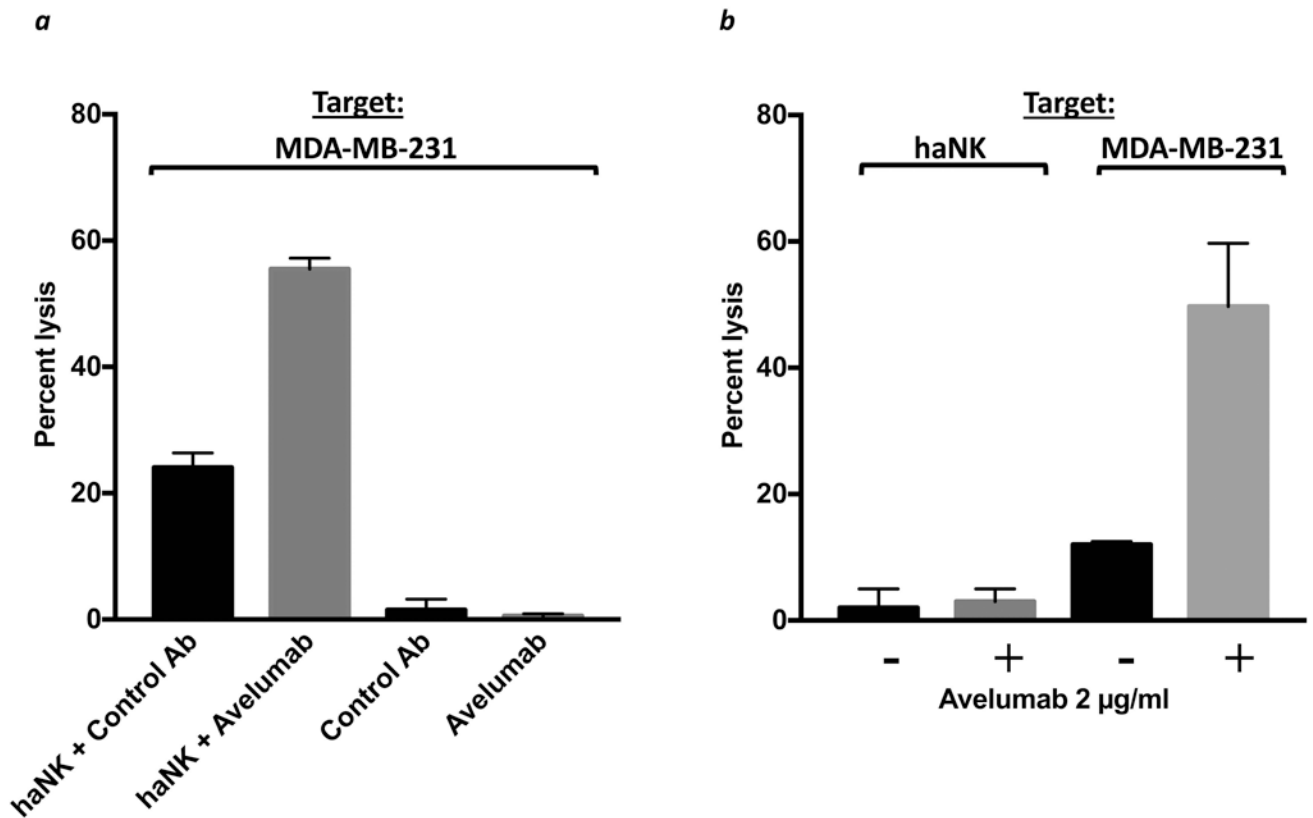 a
Target:
MDA-MB-231
80
60
40
20
0
Percent lysis
haNK + Control Ab
haNK + Avelumab
Control Ab
Avelumab
b
Target:
haNK
MDA-MB-231
80
60
40
20
0
Percent lysis
- + - +
Avelumab 2 µg/ml